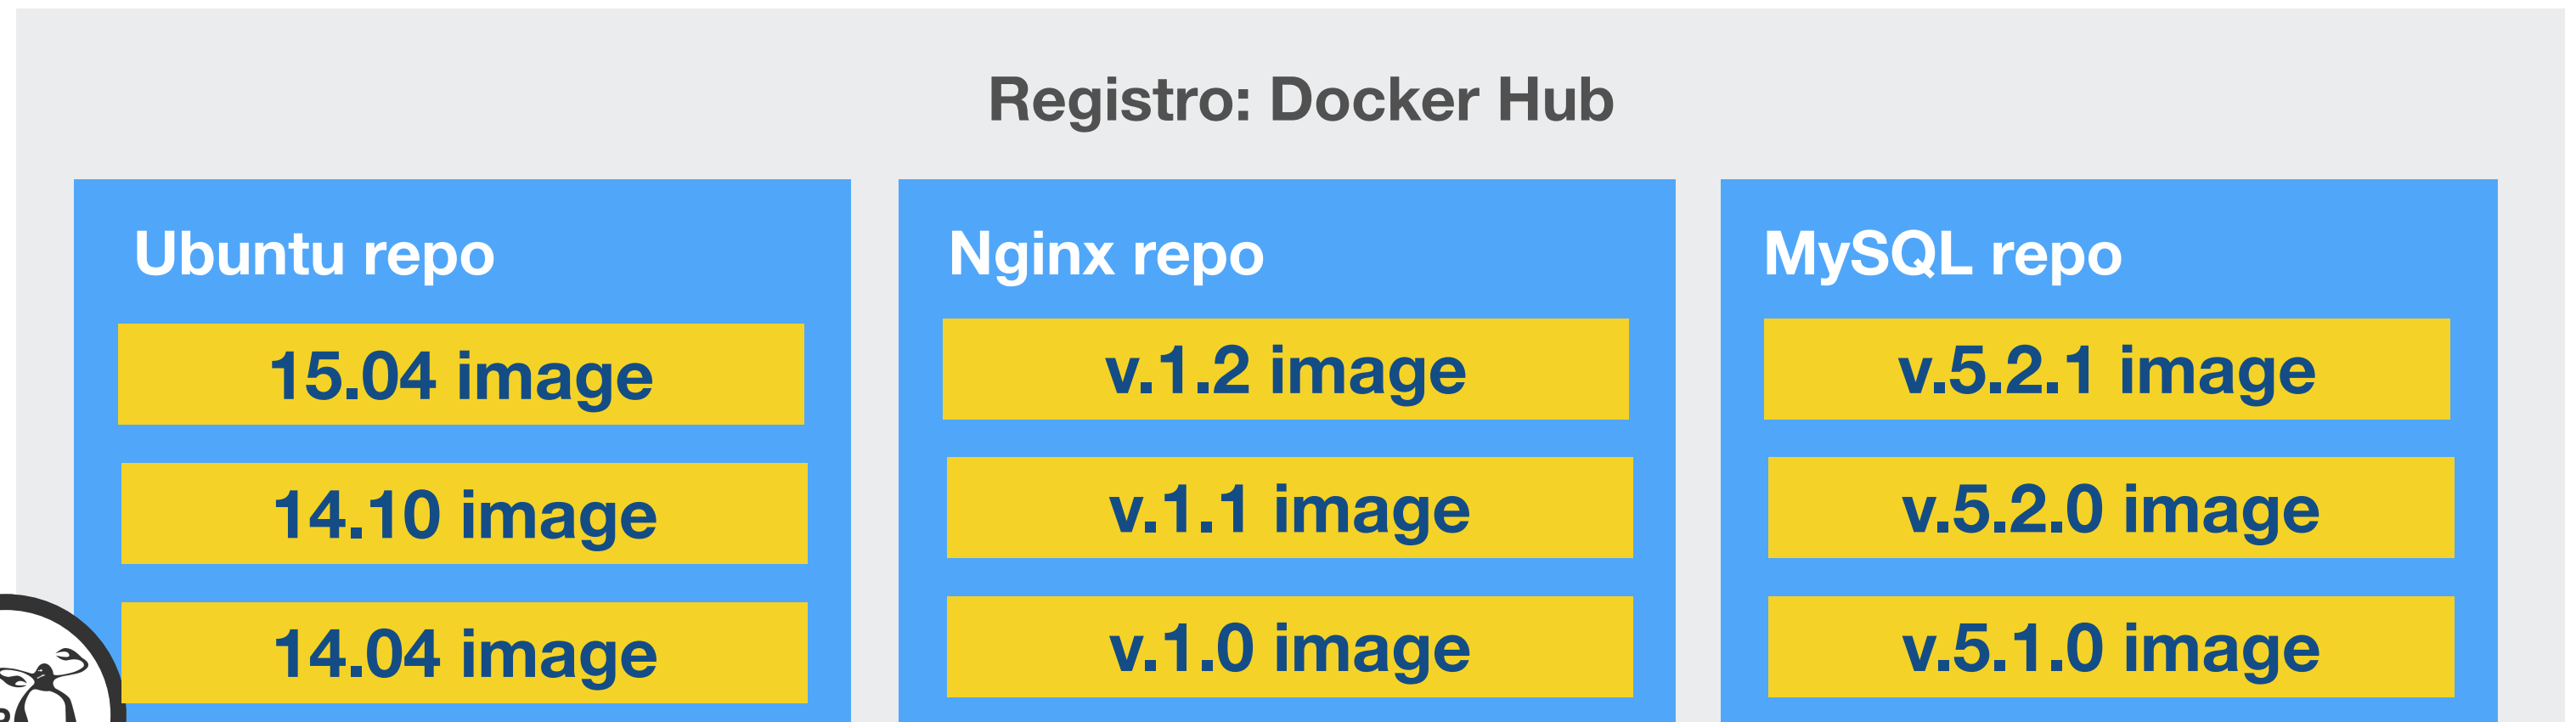 Registro: Docker Hub
Ubuntu repo
15.04 image
14.10 image
14.04 image
Nginx repo
v.1.2 image
v.1.1 image
v.1.0 image
MySQL repo
v.5.2.1 image
v.5.2.0 image
v.5.1.0 image